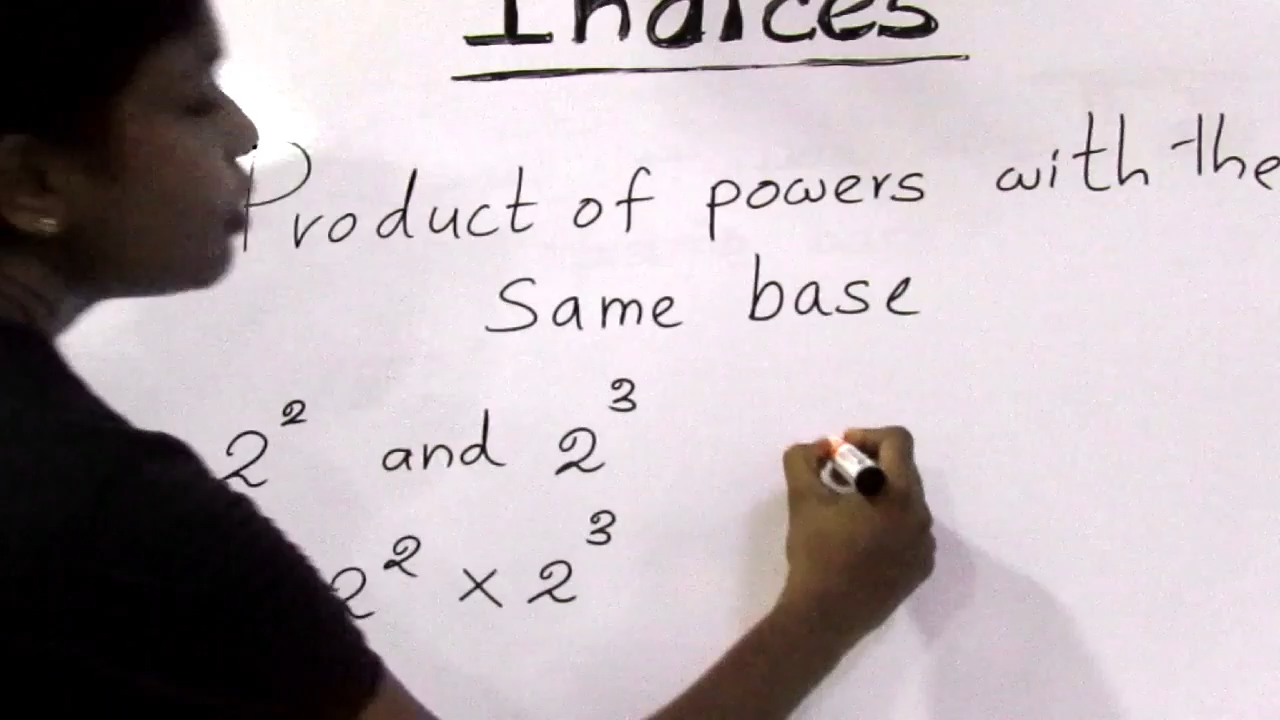 Indices
Product of powers with the
Same base
2² and 2³
2² × 2³